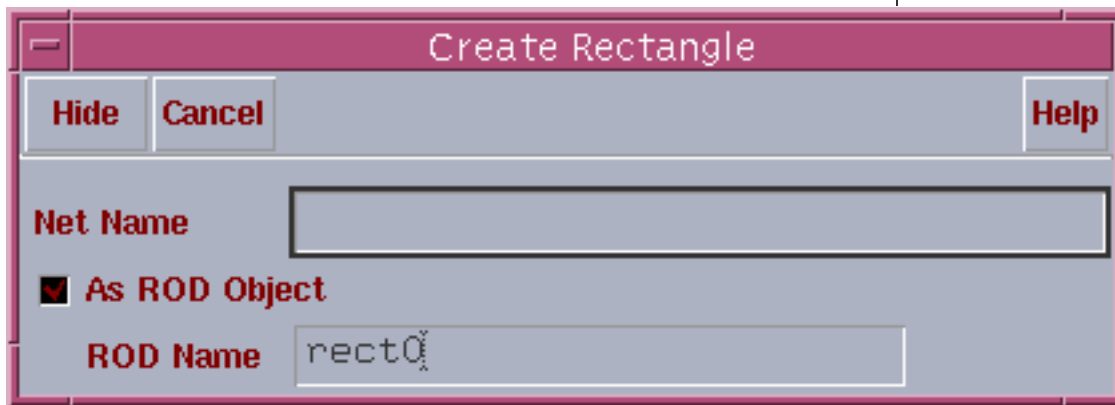 Create Rectangle
Hide Cancel Help
Net Name
As ROD Object
ROD Name rect0